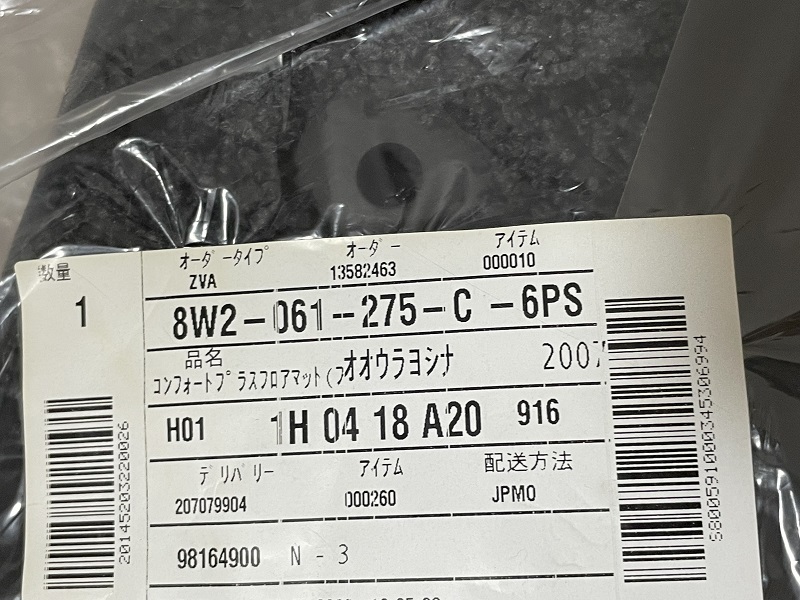 数量
1
オーダータイプ オーダー アイテム
ZVA 13582463 000010
8W2-061-275-C -6PS
品名
コンフォートプラスフロアマット(フ オオウラヨシナ 2007
H01 1H 04 18 A20 916
デリバリー アイテム 配送方法
207079904 000260 JPMO
98164900 N - 3
20145203220026